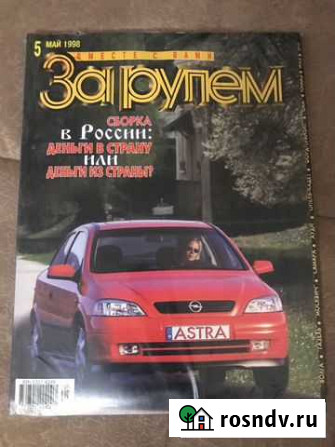 5 МАЙ 1998
ВМЕСТЕ С ВАМИ
За рулем
СБОРКА
в России:
ДЕНЬГИ В СТРАНУ
ИЛИ
ДЕНЬГИ ИЗ СТРАНЫ?
ASTRA
rosndv.ru